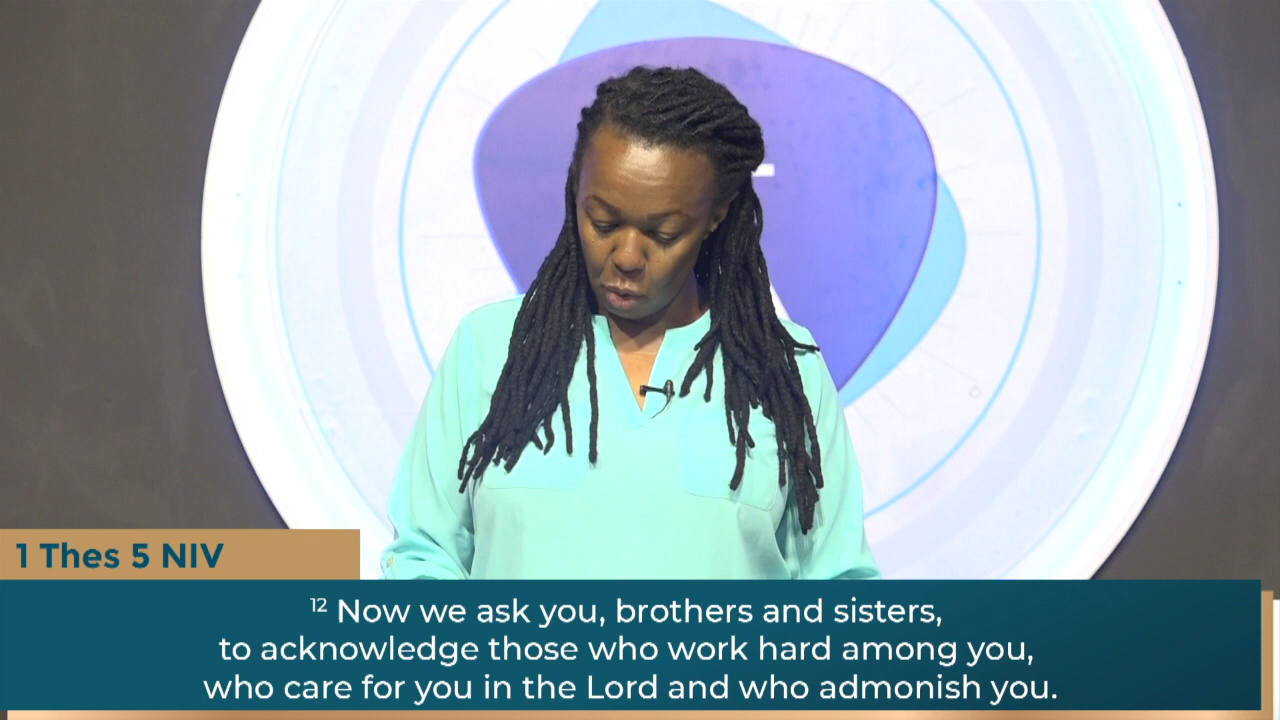 1 Thes 5 NIV
¹² Now we ask you, brothers and sisters,
to acknowledge those who work hard among you,
who care for you in the Lord and who admonish you.